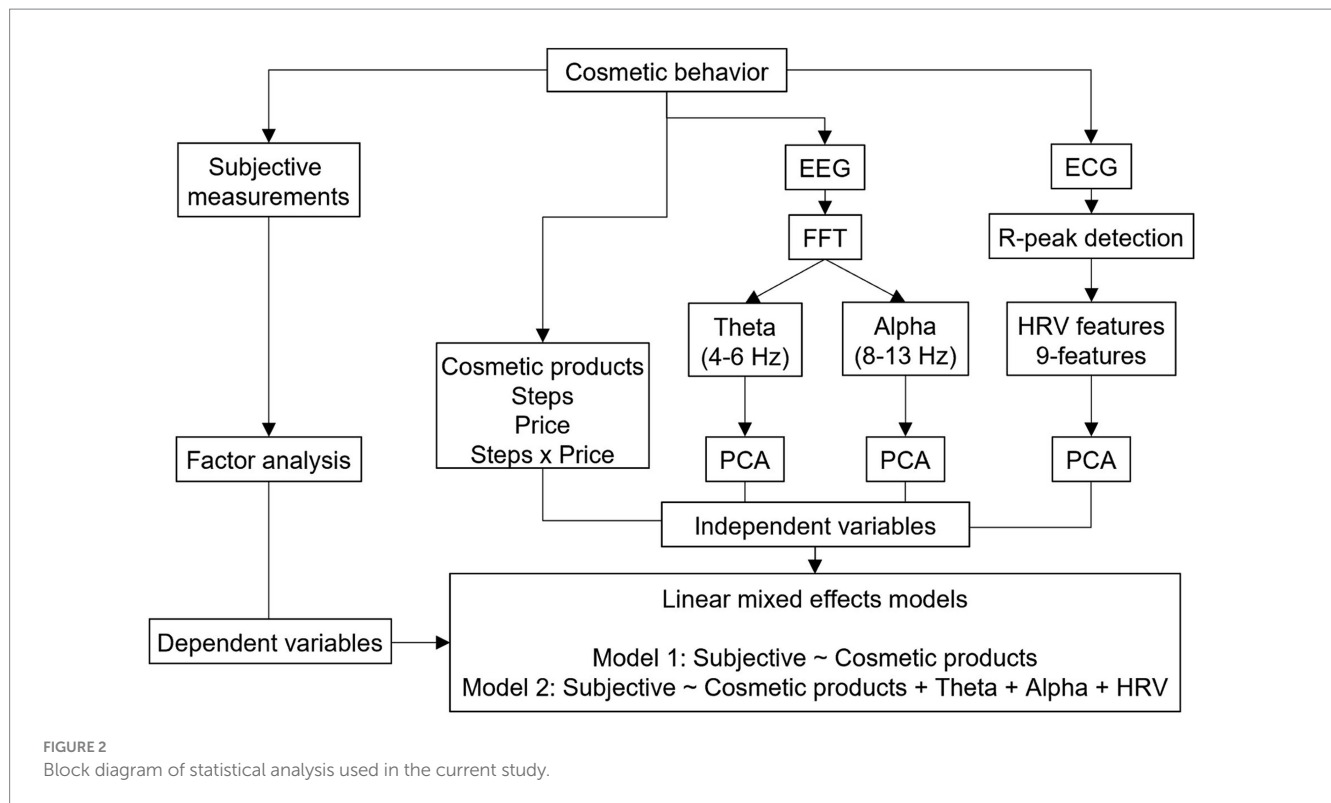 Cosmetic behavior
Subjective
measurements
EEG
ECG
FFT
R-peak detection
Theta
(4-6 Hz)
Alpha
(8-13 Hz)
HRV features
9-features
Cosmetic products
Steps
Price
Steps x Price
Factor analysis
PCA
PCA
PCA
Independent variables
Dependent variables
Linear mixed effects models
Model 1: Subjective ~ Cosmetic products
Model 2: Subjective ~ Cosmetic products + Theta + Alpha + HRV
FIGURE 2
Block diagram of statistical analysis used in the current study.